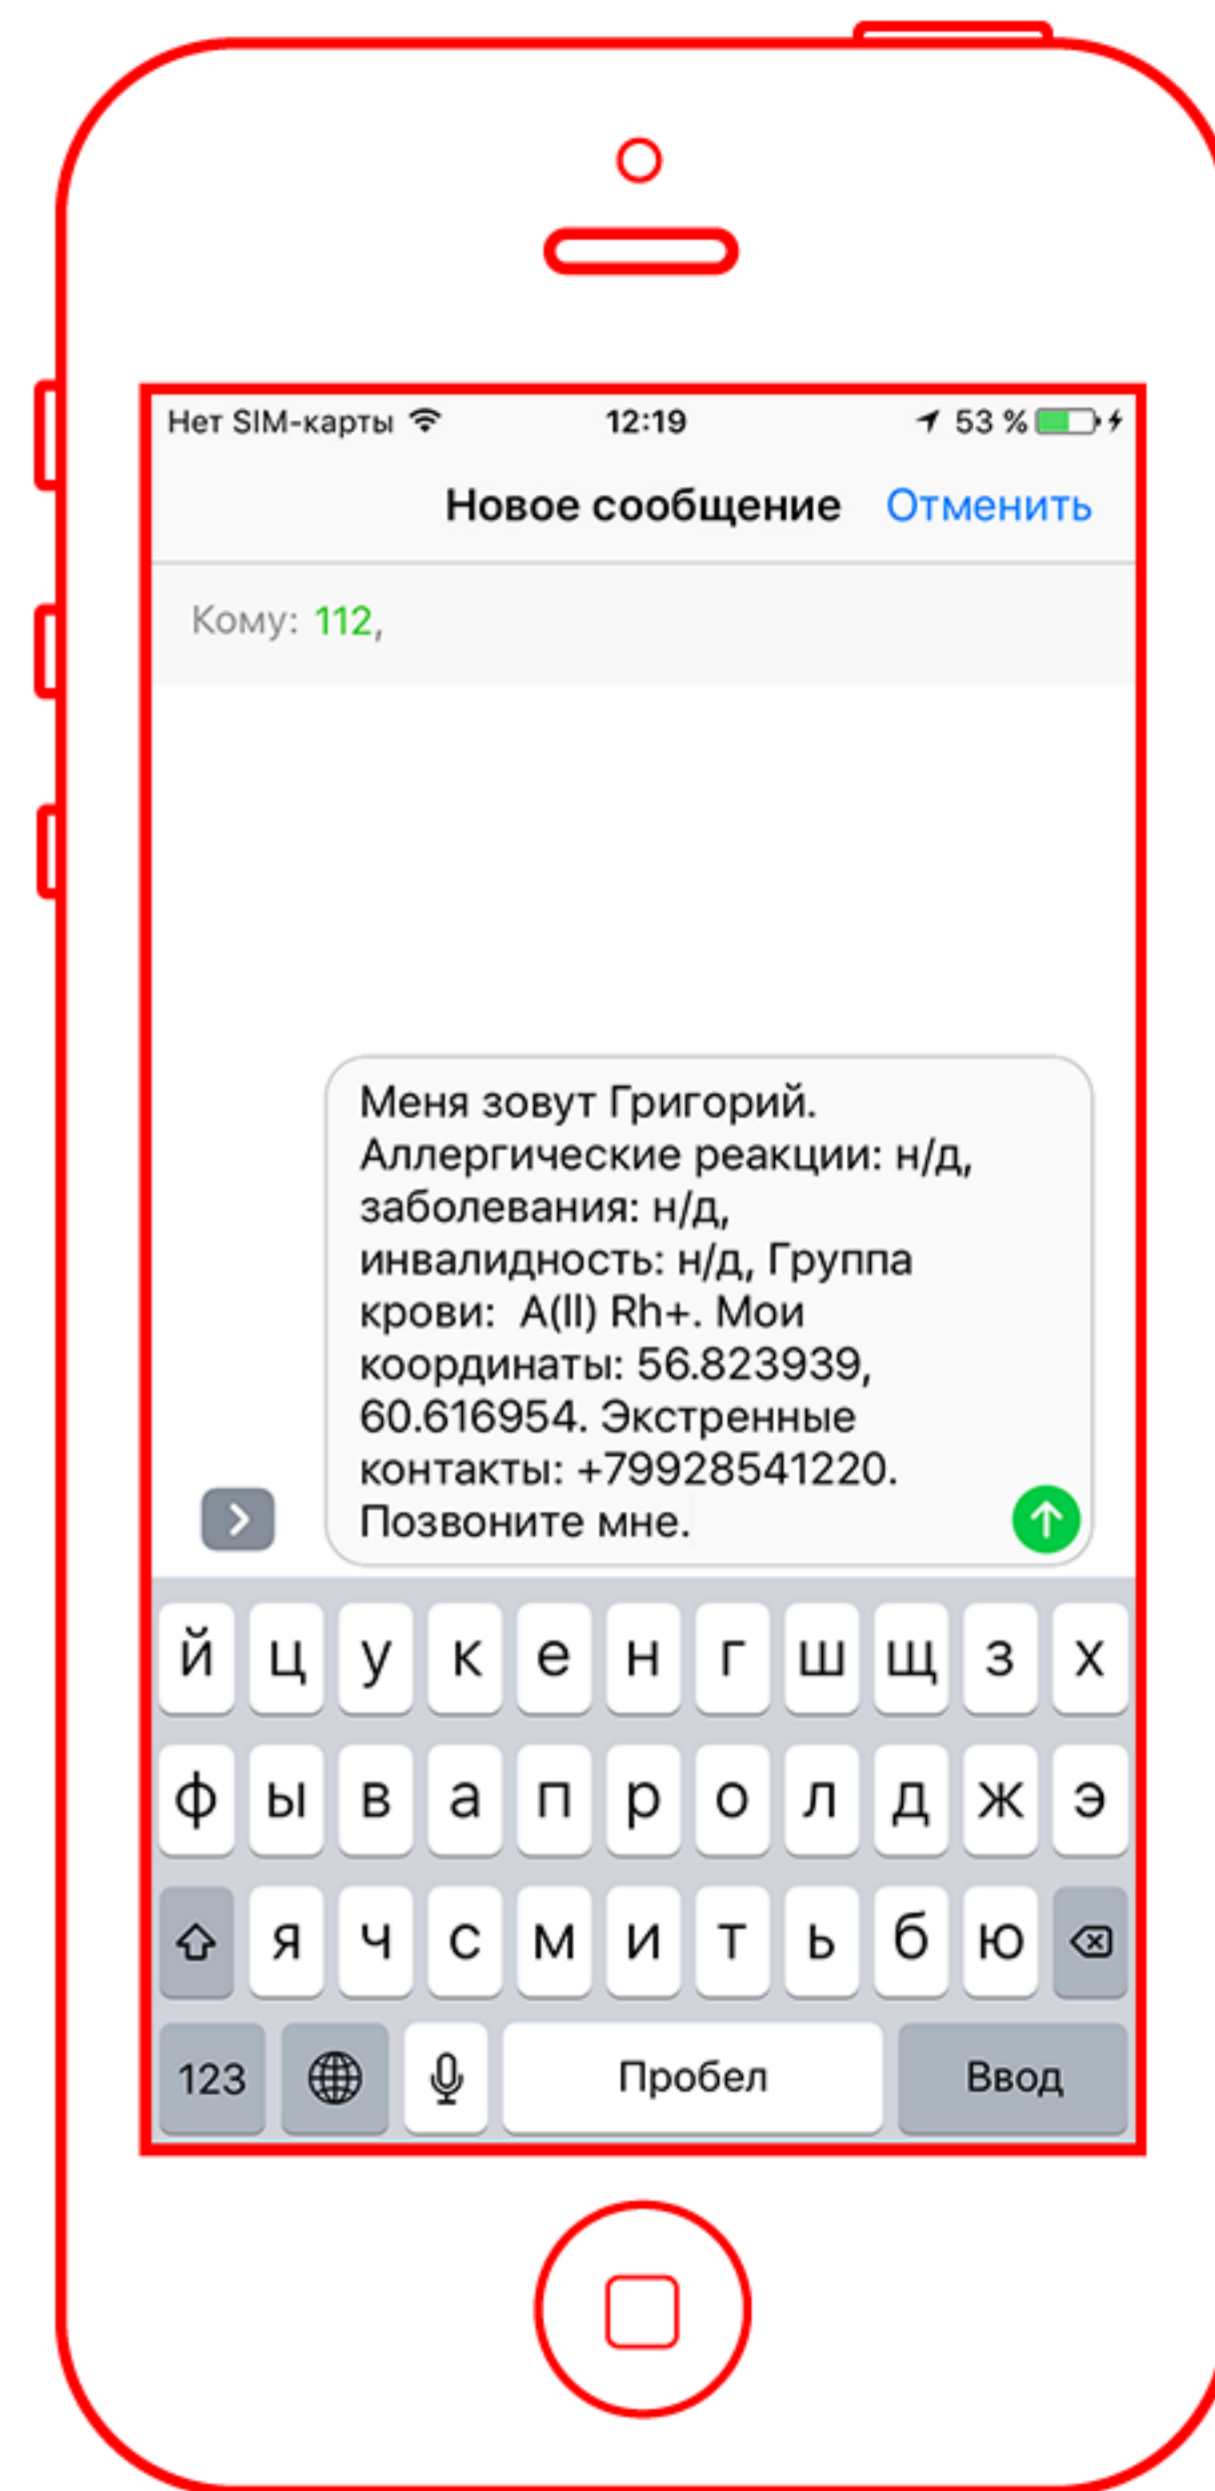 Нет SIM-карты 12:19 53 %
Новое сообщение Отменить
Кому: 112,
Меня зовут Григорий.
Аллергические реакции: н/д,
заболевания: н/д,
инвалидность: н/д, Группа
крови:  A(II) Rh+. Мои
координаты: 56.823939,
60.616954. Экстренные
контакты: +79928541220.
Позвоните мне.
й ц у к е н г ш щ з х
ф ы в а п р о л д ж э
я ч с м и т ь б ю
123 Пробел Ввод